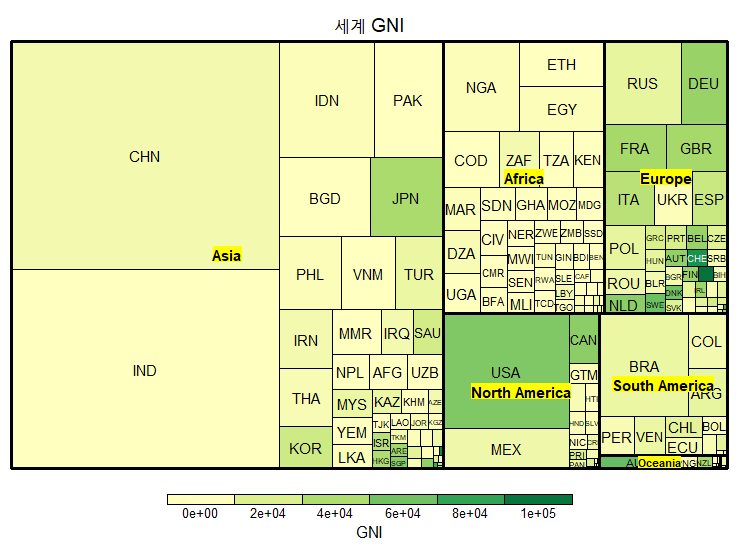 세계 GNI
CHN
IDN
PAK
NGA
ETH
EGY
RUS
DEU
BGD
JPN
COD
ZAF
TZA
KEN
Africa
FRA
GBR
Europe
ITA
UKR
ESP
MAR
SDN
GHA
MOZ
MDG
Asia
PHL
VNM
TUR
DZA
CIV
NER
ZWE
ZMB
SSD
MWI
TUN
GIN
BDI
BEN
UGA
CMR
SEN
RWA
SLE
CAF
BFA
MLI
TCD
LBY
TGO
POL
GRC
PRT
BEL
CZE
HUN
AUT
CHE
SRB
ROU
BLR
BGR
FIN
BIH
NLD
SWE
DNK
SVK
IRL
IND
IRN
MMR
IRQ
SAU
THA
NPL
AFG
UZB
KOR
MYS
KAZ
KHM
AZE
YEM
TJK
LAO
JOR
KGZ
LKA
ISR
TKM
HKG
ARE
SGP
USA
CAN
GTM
North America
HTI
HND
SLV
MEX
NIC
CRI
PRI
PAN
BRA
COL
South America
ARG
PER
VEN
CHL
BOL
ECU
Oceania
NZL
0e+00
2e+04
4e+04
6e+04
8e+04
1e+05
GNI